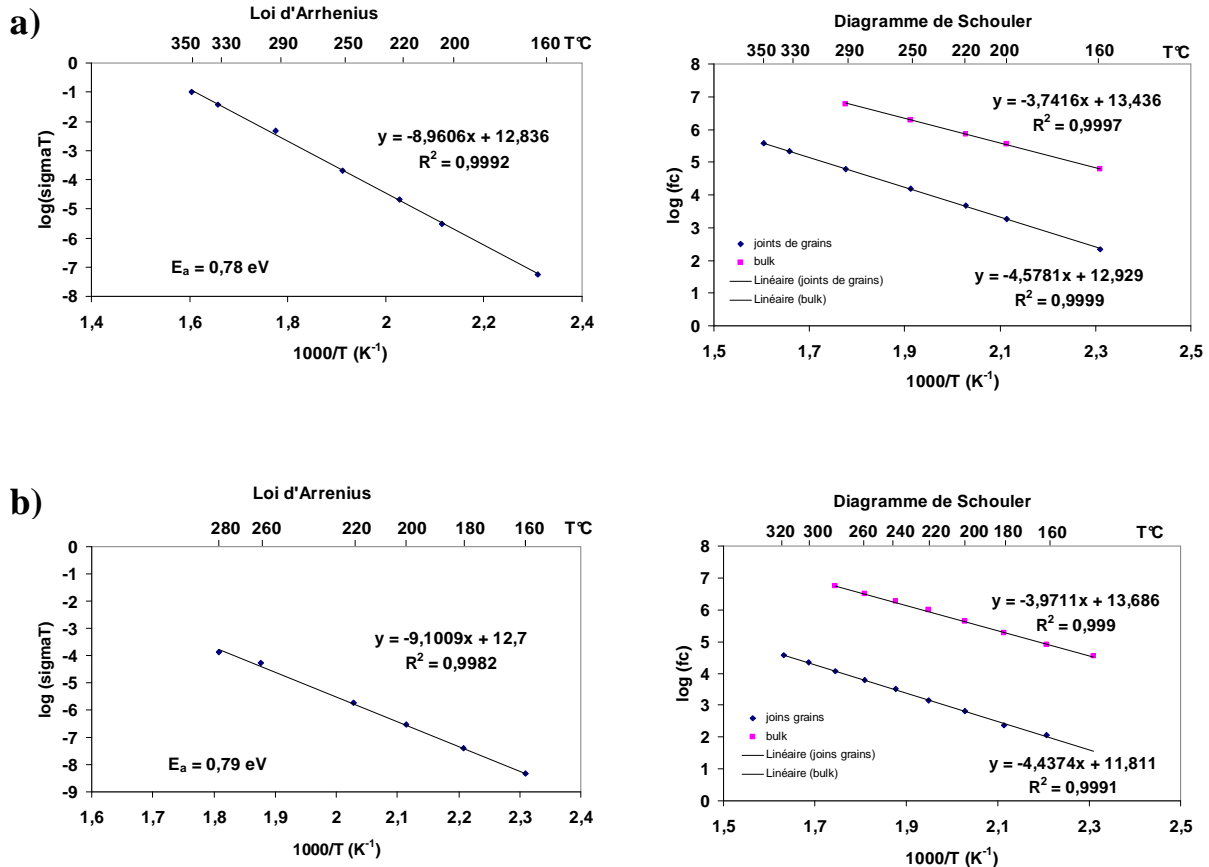 a)
Loi d'Arrhenius
350 330 290 250 220 200 160 T°C
0
-1
-2
-3
-4
-5
-6
-7
-8
log(sigmaT)
y = -8,9606x + 12,836
R² = 0,9992
Eₐ = 0,78 eV
1,4 1,6 1,8 2 2,2 2,4
1000/T (K⁻¹)
Diagramme de Schouler
350 330 290 250 220 200 160 T°C
8
7
6
5
4
3
2
1
0
log (fc)
y = -3,7416x + 13,436
R² = 0,9997
joints de grains
bulk
Linéaire (joints de grains)
Linéaire (bulk)
y = -4,5781x + 12,929
R² = 0,9999
1,5 1,7 1,9 2,1 2,3 2,5
1000/T (K⁻¹)
b)
Loi d'Arrenius
280 260 220 200 180 160 T°C
0
-1
-2
-3
-4
-5
-6
-7
-8
-9
log (sigmaT)
y = -9,1009x + 12,7
R² = 0,9982
Eₐ = 0,79 eV
1,6 1,7 1,8 1,9 2 2,1 2,2 2,3 2,4
1000/T (K⁻¹)
Diagramme de Schouler
320 300 260 240 220 200 180 160 T°C
8
7
6
5
4
3
2
1
0
log (fc)
y = -3,9711x + 13,686
R² = 0,999
joins grains
bulk
Linéaire (joins grains)
Linéaire (bulk)
y = -4,4374x + 11,811
R² = 0,9991
1,5 1,7 1,9 2,1 2,3 2,5
1000/T (K⁻¹)